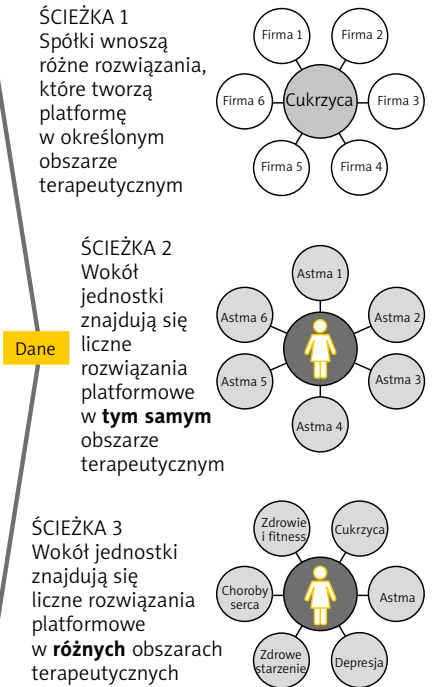 ŚCIEŻKA 1
Spółki wnoszą
różne rozwiązania,
które tworzą
platformę
w określonym
obszarze
terapeutycznym
Firma 1
Firma 2
Firma 6
Cukrzyca
Firma 3
Firma 5
Firma 4
Dane
ŚCIEŻKA 2
Wokół
jednostki
znajdują się
liczne
rozwiązania
platformowe
w tym samym
obszarze
terapeutycznym
Astma 1
Astma 6
Astma 2
Astma 5
Astma 3
Astma 4
ŚCIEŻKA 3
Wokół jednostki
znajdują się
liczne rozwiązania
platformowe
w różnych obszarach
terapeutycznych
Zdrowie
i fitness
Cukrzyca
Choroby
serca
Astma
Zdrowe
starzenie
Depresja